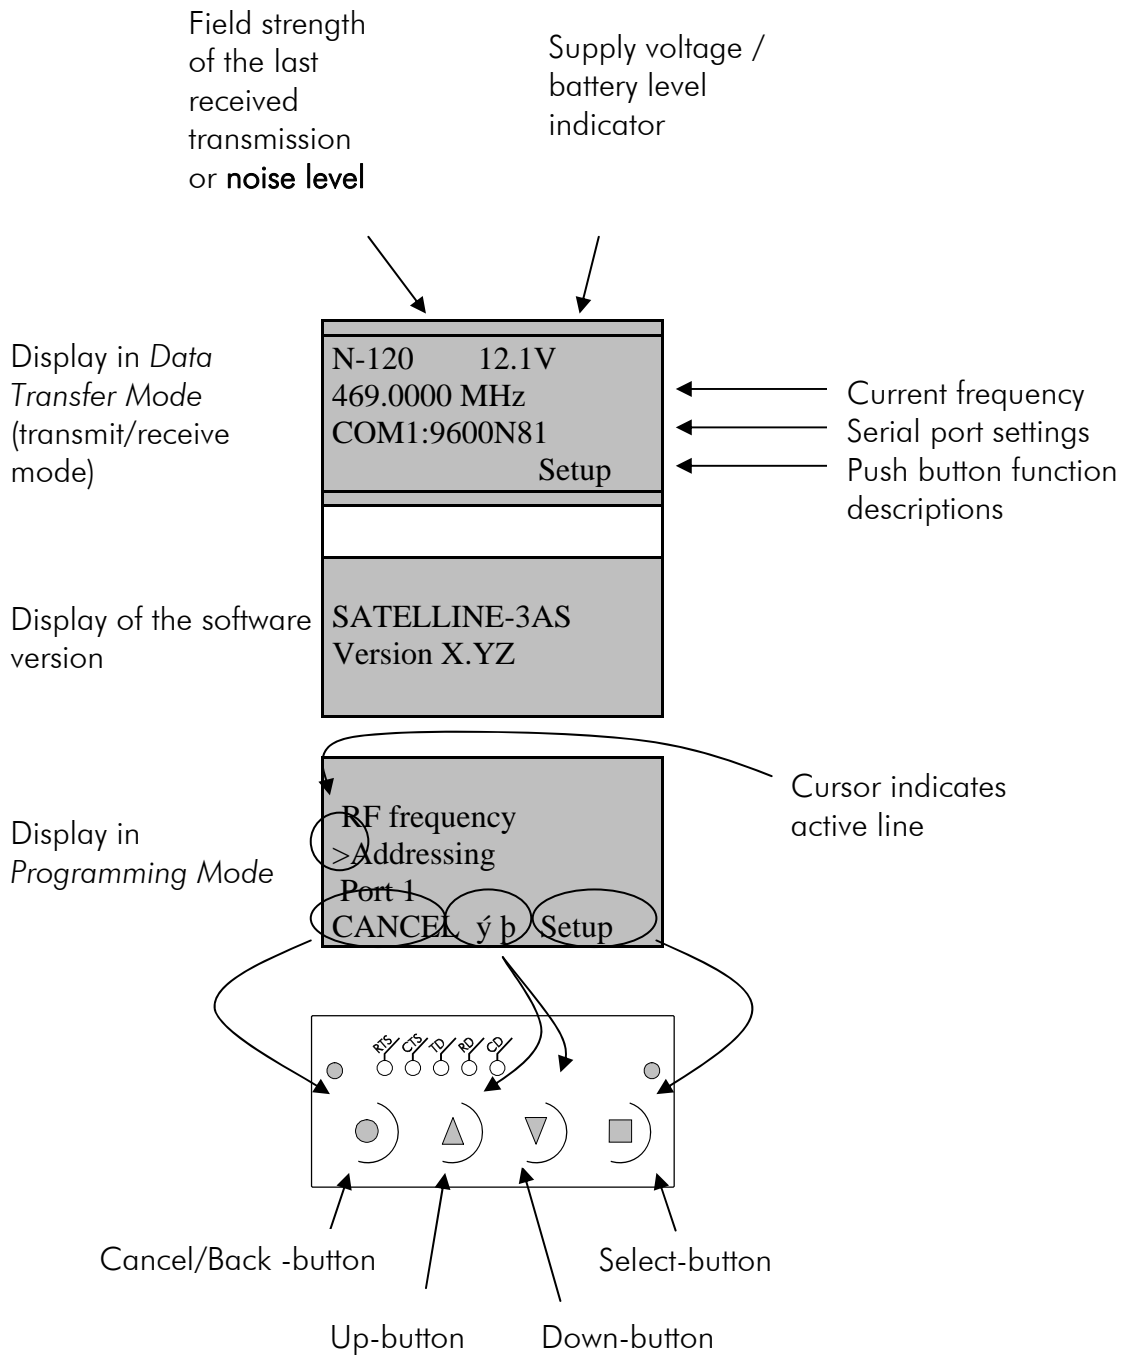 Field strength
of the last
received
transmission
or noise level
Supply voltage /
battery level
indicator
Display in Data
Transfer Mode
(transmit/receive
mode)
N-120 12.1V
469.0000 MHz
COM1:9600N81
Setup
Current frequency
Serial port settings
Push button function
descriptions
Display of the software
version
SATELLINE-3AS
Version X.YZ
Display in
Programming Mode
RF frequency
>Addressing
Port 1
CANCEL ý þ Setup
Cursor indicates
active line
RTS CTS TD RD CD
Cancel/Back -button
Select-button
Up-button
Down-button